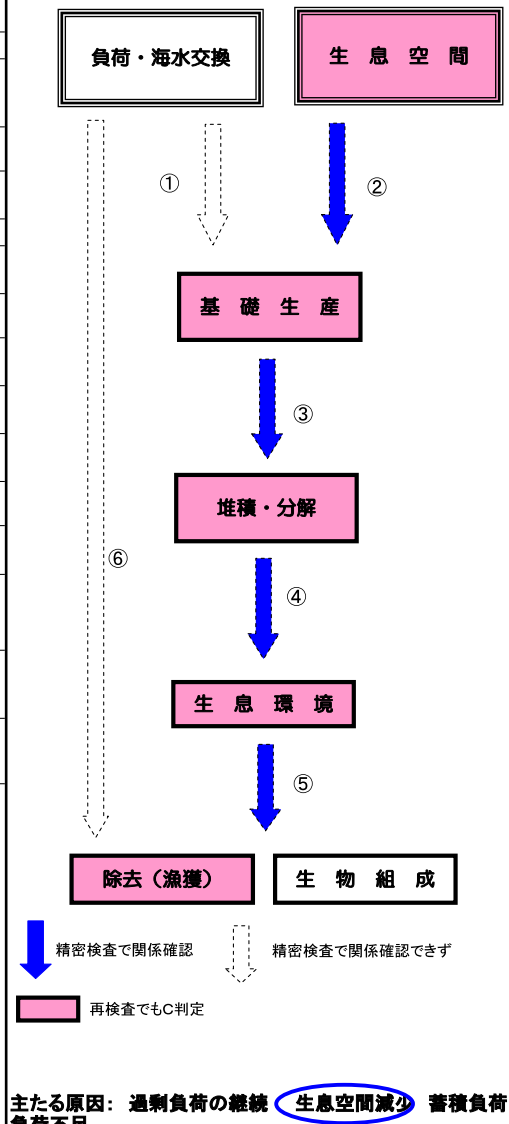 負荷・海水交換
生 息 空 間
①
②
基 礎 生 産
③
堆積・分解
④
⑥
生 息 環 境
⑤
除去（漁獲）
生 物 組 成
精密検査で関係確認
精密検査で関係確認できず
再検査でもC判定
主たる原因: 過剰負荷の継続 生息空間減少 蓄積負荷
負荷不足